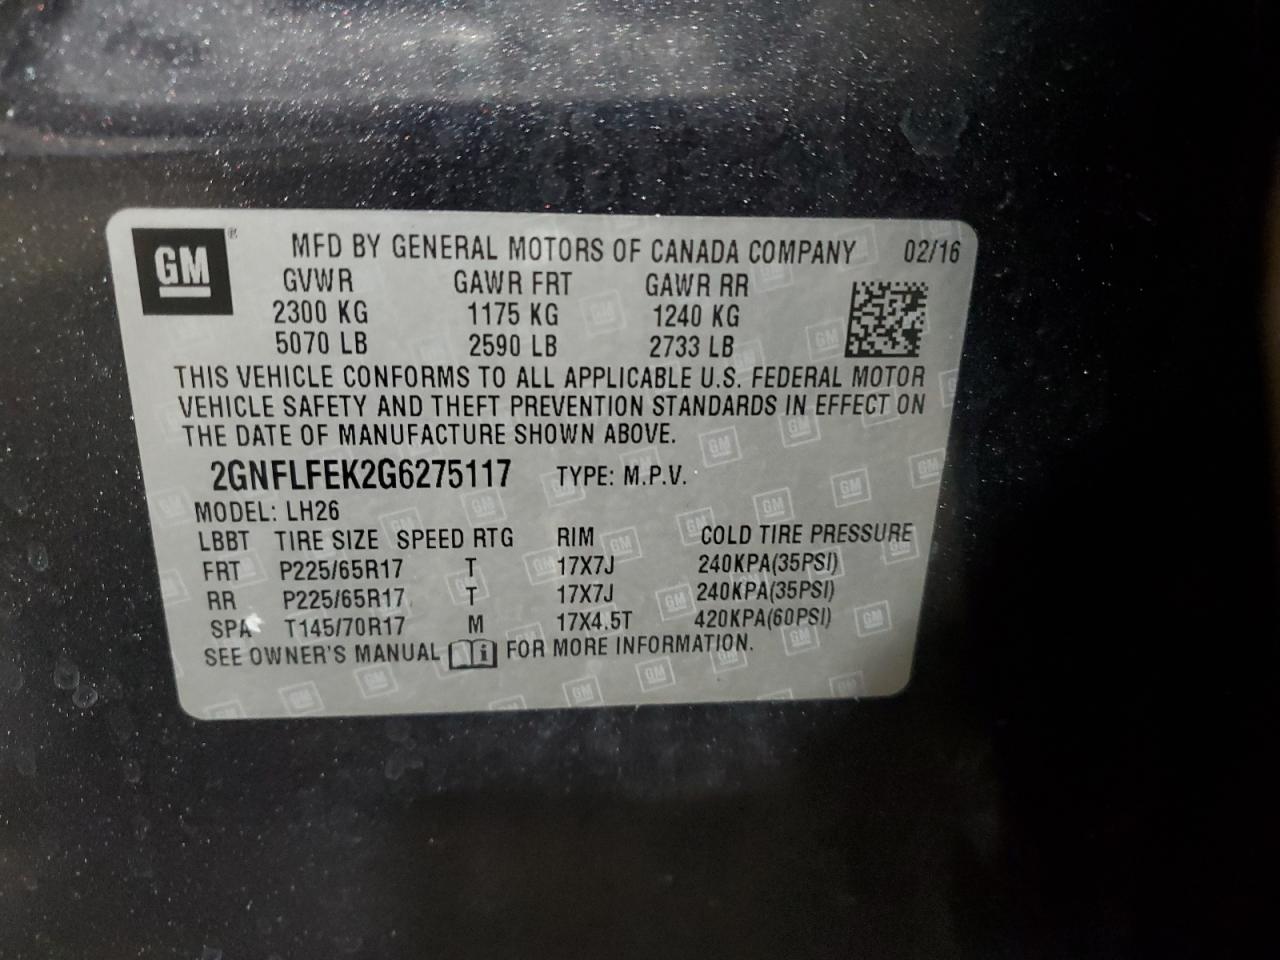 GM ® MFD BY GENERAL MOTORS OF CANADA COMPANY 02/16
GVWR GAWR FRT GAWR RR
2300 KG 1175 KG 1240 KG
5070 LB 2590 LB 2733 LB
THIS VEHICLE CONFORMS TO ALL APPLICABLE U.S. FEDERAL MOTOR
VEHICLE SAFETY AND THEFT PREVENTION STANDARDS IN EFFECT ON
THE DATE OF MANUFACTURE SHOWN ABOVE.
2GNFLFEK2G6275117 TYPE: M.P.V.
MODEL: LH26
LBBT TIRE SIZE SPEED RTG RIM COLD TIRE PRESSURE
FRT P225/65R17 T 17X7J 240KPA(35PSI)
RR P225/65R17 T 17X7J 240KPA(35PSI)
SPA T145/70R17 M 17X4.5T 420KPA(60PSI)
SEE OWNER'S MANUAL i FOR MORE INFORMATION.